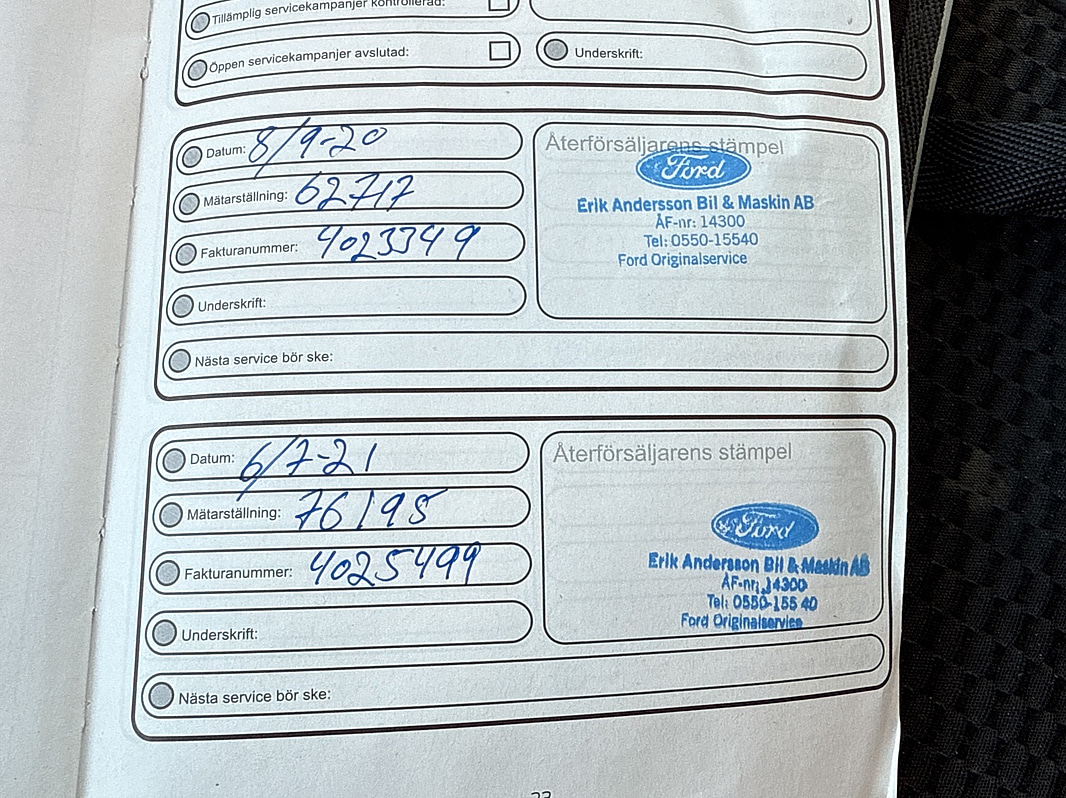 Tillämplig servicekampanjer kontrollerad:
Öppen servicekampanjer avslutad:
Underskrift:
Datum: 8/9-20
Mätarställning: 62717
Fakturanummer: 4023349
Underskrift:
Nästa service bör ske:
Återförsäljarens stämpel
Ford
Erik Andersson Bil & Maskin AB
ÅF-nr: 14300
Tel: 0550-15540
Ford Originalservice
Datum: 6/7-21
Mätarställning: 76195
Fakturanummer: 4025499
Underskrift:
Nästa service bör ske:
Återförsäljarens stämpel
Ford
Erik Andersson Bil & Maskin AB
ÅF-nr: 14300
Tel: 0550-155 40
Ford Originalservice